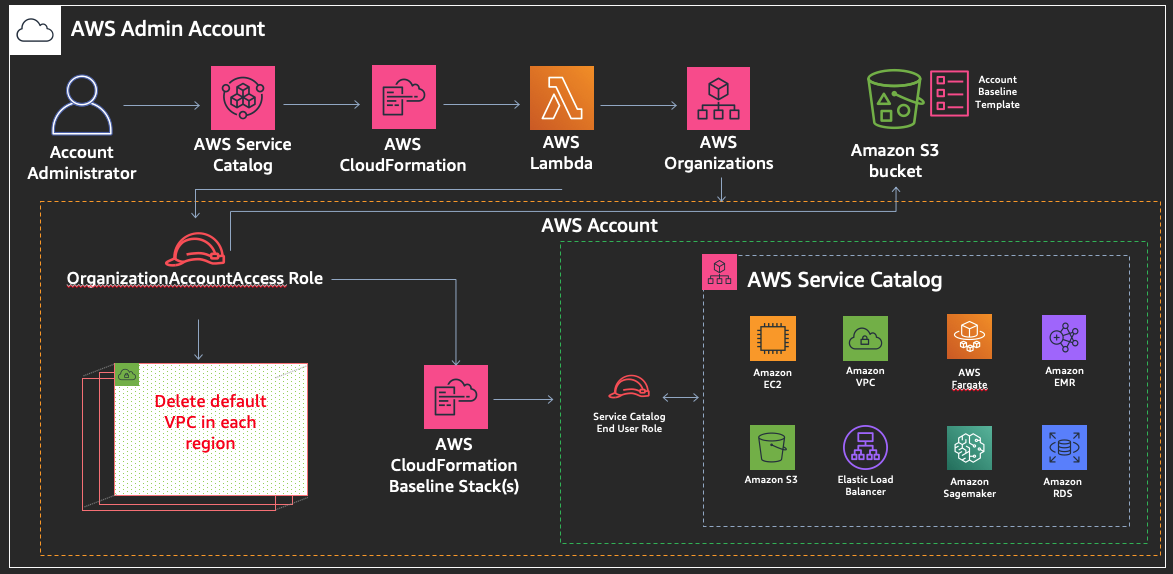 AWS Admin Account
Account
Administrator
AWS Service
Catalog
AWS
CloudFormation
AWS
Lambda
AWS
Organizations
Amazon S3
bucket
Account
Baseline
Template
AWS Account
OrganizationAccountAccess Role
Delete default
VPC in each
region
AWS
CloudFormation
Baseline Stack(s)
Service Catalog
End User Role
AWS Service Catalog
Amazon
EC2
Amazon
VPC
AWS
Fargate
Amazon
EMR
Amazon S3
Elastic Load
Balancer
Amazon
Sagemaker
Amazon
RDS